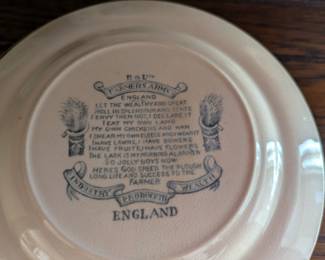 B & LTD
FARMERS ARMS
ENGLAND
LET THE WEALTHY AND GREAT
ROLL IN SPLENDOUR AND STATE
I ENVY THEM NOT, I DECLARE IT
I EAT MY OWN LAMB
MY OWN CHICKENS AND HAM
I SHEAR MY OWN FLEECE AND I WEAR IT
I HAVE LAWNS, I HAVE BOWERS
I HAVE FRUITS, I HAVE FLOWERS
THE LARK IS MY MORNING ALARMER
SO JOLLY BOYS NOW
HERES GOD SPEED THE PLOUGH
LONG LIFE AND SUCCESS TO THE
FARMER
INDUSTRY PRODUCETH WEALTH
ENGLAND